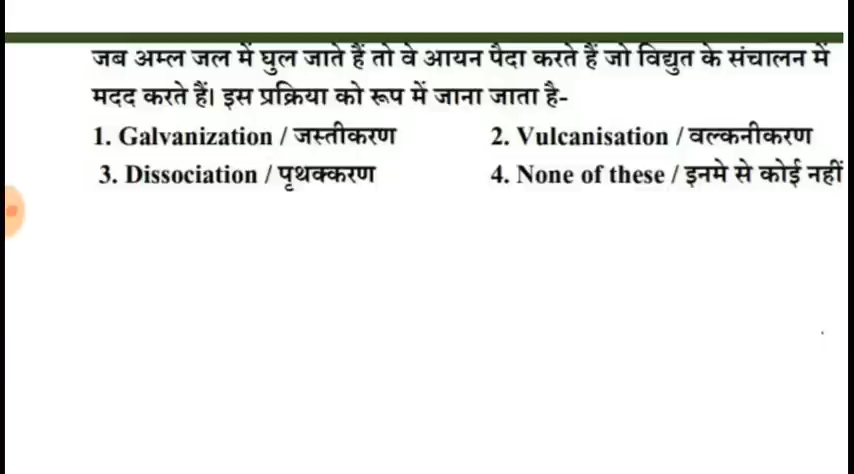 जब अम्ल जल में घुल जाते हैं तो वे आयन पैदा करते हैं जो विद्युत के संचालन में
मदद करते हैं। इस प्रक्रिया को रूप में जाना जाता है-
1. Galvanization / जस्तीकरण 2. Vulcanisation / वल्कनीकरण
3. Dissociation / पृथक्करण 4. None of these / इनमे से कोई नहीं